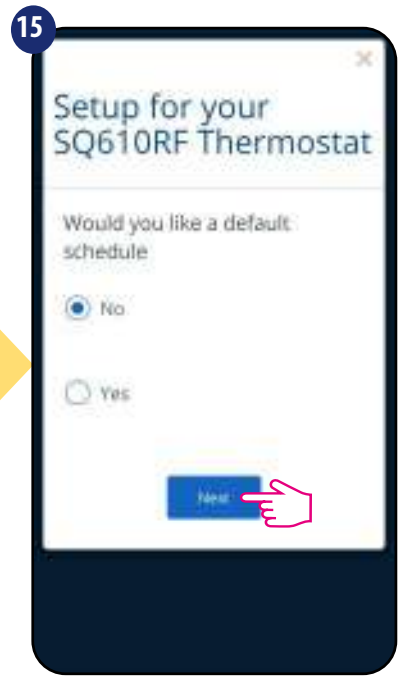 15
Setup for your
SQ610RF Thermostat
Would you like a default
schedule
No
Yes
Next